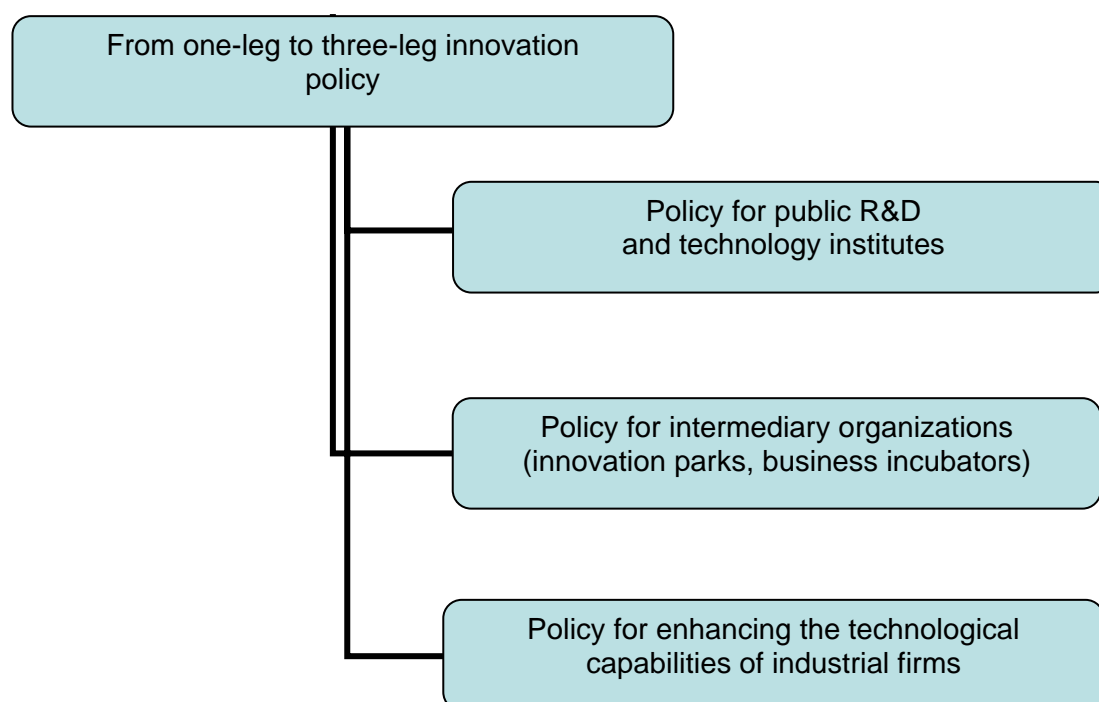 From one-leg to three-leg innovation
policy
Policy for public R&D
and technology institutes
Policy for intermediary organizations
(innovation parks, business incubators)
Policy for enhancing the technological
capabilities of industrial firms